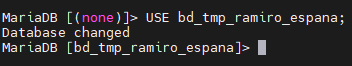 MariaDB [(none)]> USE bd_tmp_ramiro_espana;
Database changed
MariaDB [bd_tmp_ramiro_espana]>